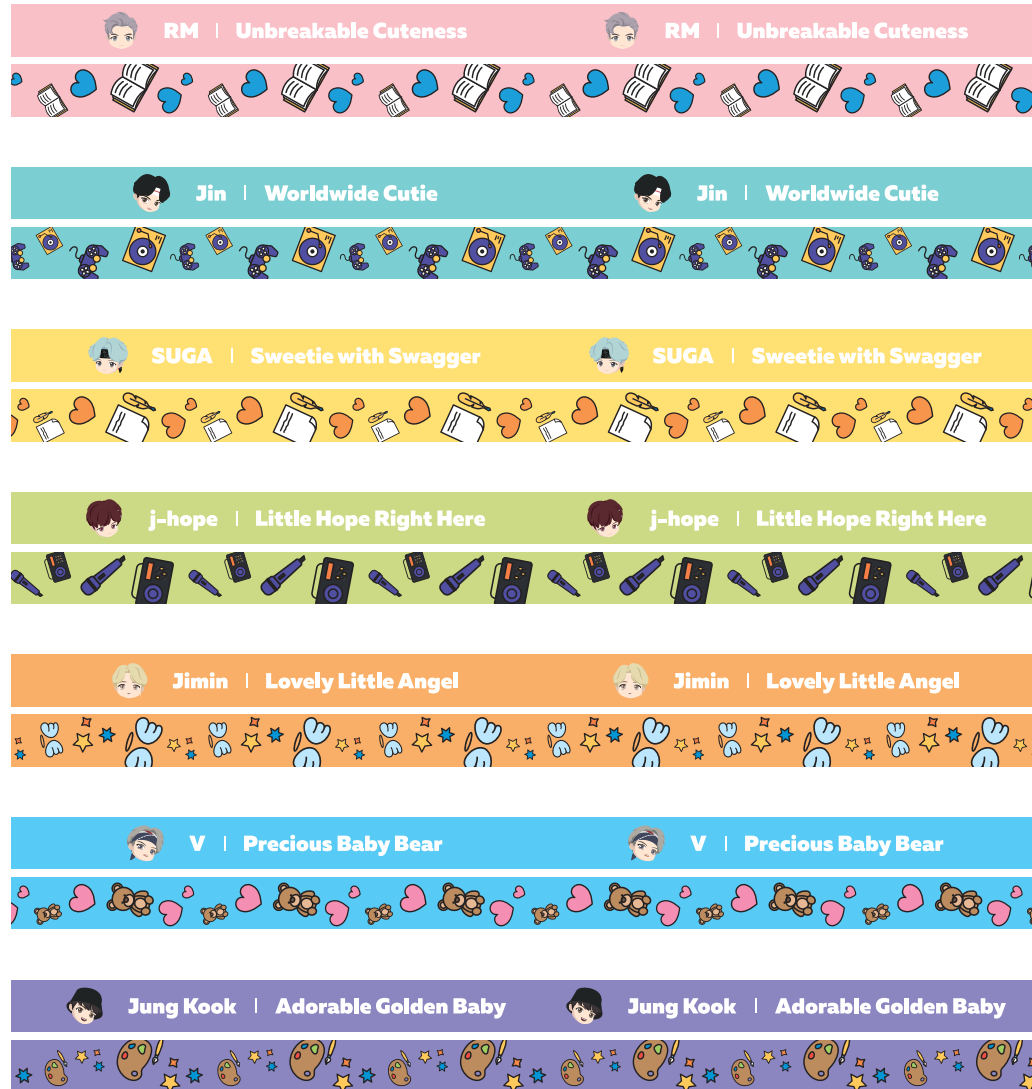 RM | Unbreakable Cuteness RM | Unbreakable Cuteness
Jin | Worldwide Cutie Jin | Worldwide Cutie
SUGA | Sweetie with Swagger SUGA | Sweetie with Swagger
j-hope | Little Hope Right Here j-hope | Little Hope Right Here
Jimin | Lovely Little Angel Jimin | Lovely Little Angel
V | Precious Baby Bear V | Precious Baby Bear
Jung Kook | Adorable Golden Baby Jung Kook | Adorable Golden Baby